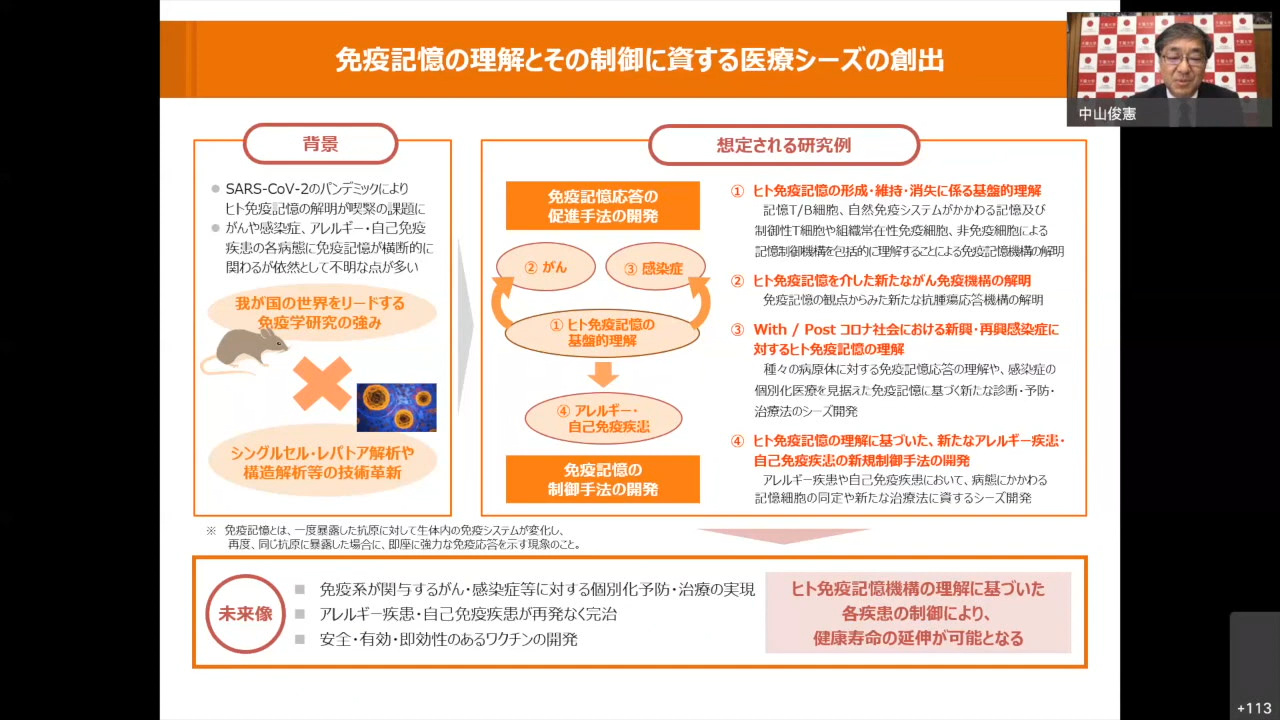 免疫記憶の理解とその制御に資する医療シーズの創出
中山俊憲
背景
SARS-CoV-2のパンデミックにより
ヒト免疫記憶の解明が喫緊の課題に
がんや感染症、アレルギー・自己免疫
疾患の各病態に免疫記憶が横断的に
関わるが依然として不明な点が多い
我が国の世界をリードする
免疫学研究の強み
シングルセル・レパトア解析や
構造解析等の技術革新
想定される研究例
免疫記憶応答の
促進手法の開発
② がん
③ 感染症
① ヒト免疫記憶の
基盤的理解
④ アレルギー・
自己免疫疾患
免疫記憶の
制御手法の開発
① ヒト免疫記憶の形成・維持・消失に係る基盤的理解
記憶T/B細胞、自然免疫システムがかかわる記憶及び
制御性T細胞や組織常在性免疫細胞、非免疫細胞による
記憶制御機構を包括的に理解することによる免疫記憶機構の解明
② ヒト免疫記憶を介した新たながん免疫機構の解明
免疫記憶の観点からみた新たな抗腫瘍応答機構の解明
③ With / Post コロナ社会における新興・再興感染症に
対するヒト免疫記憶の理解
種々の病原体に対する免疫記憶応答の理解や、感染症の
個別化医療を見据えた免疫記憶に基づく新たな診断・予防・
治療法のシーズ開発
④ ヒト免疫記憶の理解に基づいた、新たなアレルギー疾患・
自己免疫疾患の新規制御手法の開発
アレルギー疾患や自己免疫疾患において、病態にかかわる
記憶細胞の同定や新たな治療法に資するシーズ開発
※ 免疫記憶とは、一度暴露した抗原に対して生体内の免疫システムが変化し、
再度、同じ抗原に暴露した場合に、即座に強力な免疫応答を示す現象のこと。
未来像
免疫系が関与するがん・感染症等に対する個別化予防・治療の実現
アレルギー疾患・自己免疫疾患が再発なく完治
安全・有効・即効性のあるワクチンの開発
ヒト免疫記憶機構の理解に基づいた
各疾患の制御により、
健康寿命の延伸が可能となる
+113